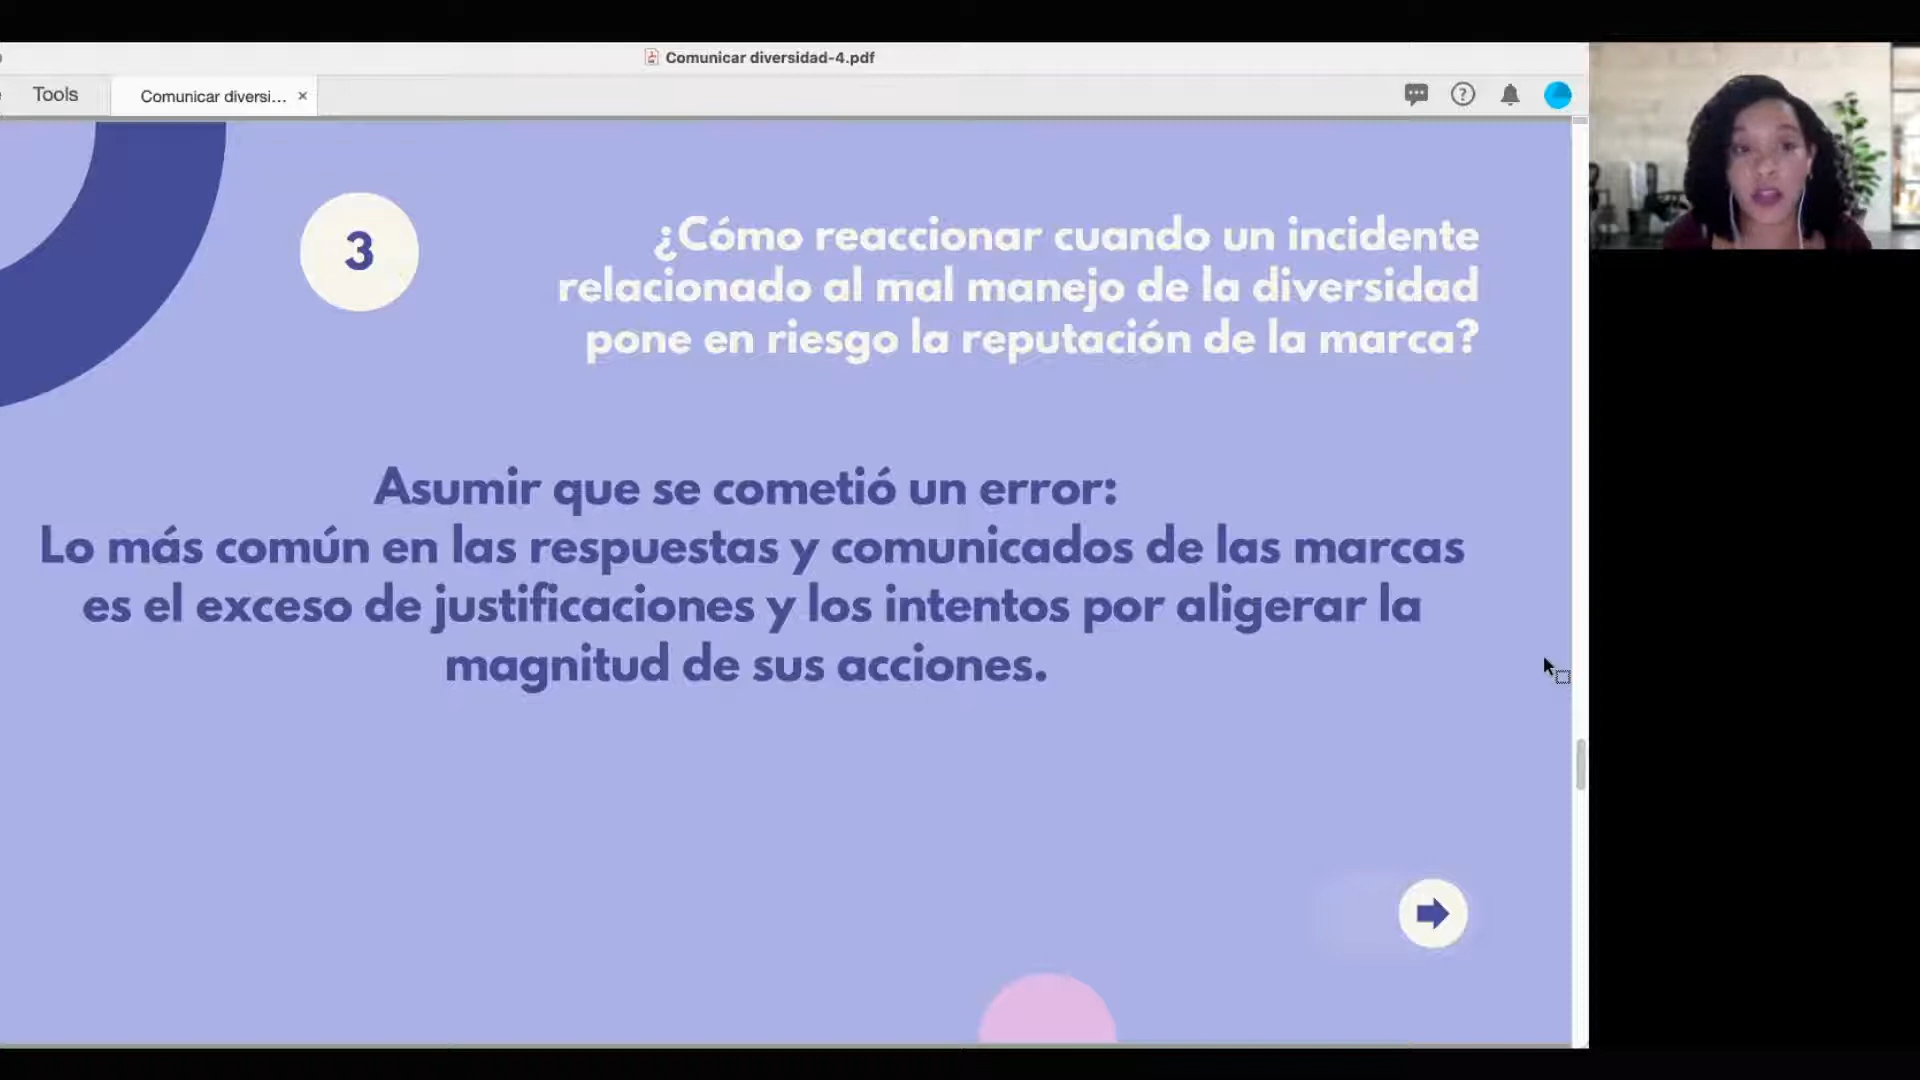 Comunicar diversidad-4.pdf
Tools
Comunicar diversi... ×
3
¿Cómo reaccionar cuando un incidente
relacionado al mal manejo de la diversidad
pone en riesgo la reputación de la marca?
Asumir que se cometió un error:
Lo más común en las respuestas y comunicados de las marcas
es el exceso de justificaciones y los intentos por aligerar la
magnitud de sus acciones.